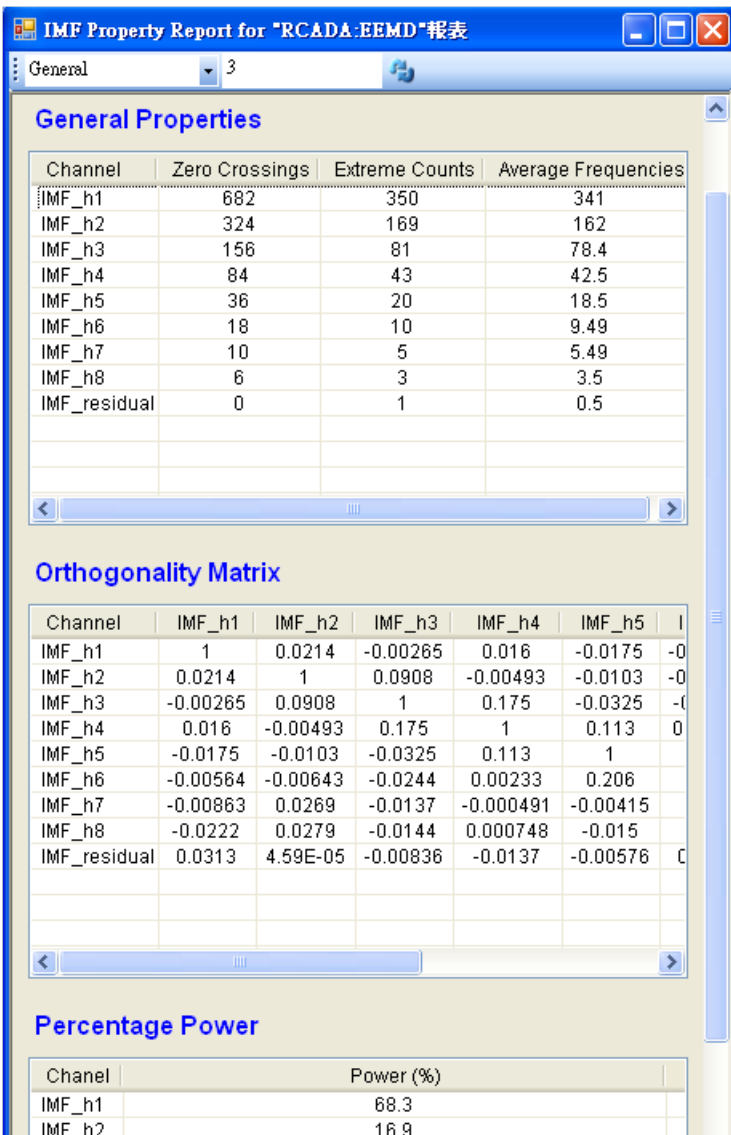 IMF Property Report for "RCADA:EEMD"報表
General 3
General Properties
Channel Zero Crossings Extreme Counts Average Frequencies
IMF_h1 682 350 341
IMF_h2 324 169 162
IMF_h3 156 81 78.4
IMF_h4 84 43 42.5
IMF_h5 36 20 18.5
IMF_h6 18 10 9.49
IMF_h7 10 5 5.49
IMF_h8 6 3 3.5
IMF_residual 0 1 0.5
Orthogonality Matrix
Channel IMF_h1 IMF_h2 IMF_h3 IMF_h4 IMF_h5 I
IMF_h1 1 0.0214 -0.00265 0.016 -0.0175 -0
IMF_h2 0.0214 1 0.0908 -0.00493 -0.0103 -0
IMF_h3 -0.00265 0.0908 1 0.175 -0.0325 -0
IMF_h4 0.016 -0.00493 0.175 1 0.113 0
IMF_h5 -0.0175 -0.0103 -0.0325 0.113 1
IMF_h6 -0.00564 -0.00643 -0.0244 0.00233 0.206
IMF_h7 -0.00863 0.0269 -0.0137 -0.000491 -0.00415
IMF_h8 -0.0222 0.0279 -0.0144 0.000748 -0.015
IMF_residual 0.0313 4.59E-05 -0.00836 -0.0137 -0.00576 0
Percentage Power
Chanel Power (%)
IMF_h1 68.3
IMF_h2 16.9